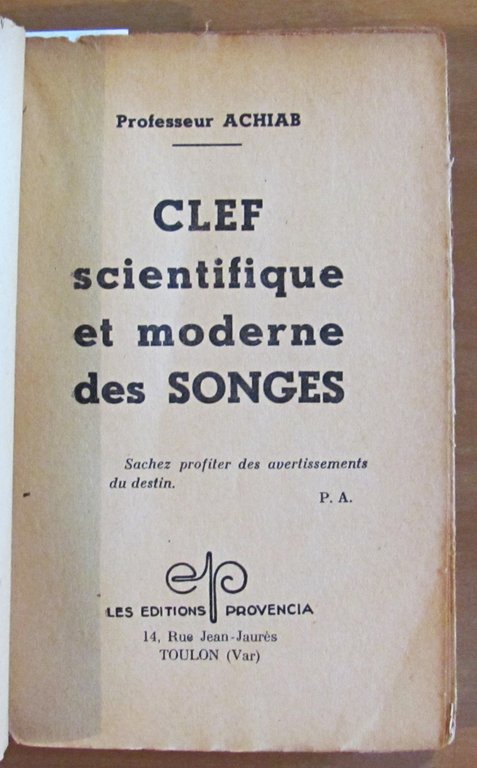 Professeur ACHIAB
CLEF
scientifique
et moderne
des SONGES
Sachez profiter des avertissements
du destin.
P. A.
ep
LES EDITIONS PROVENCIA
14, Rue Jean-Jaurès
TOULON (Var)